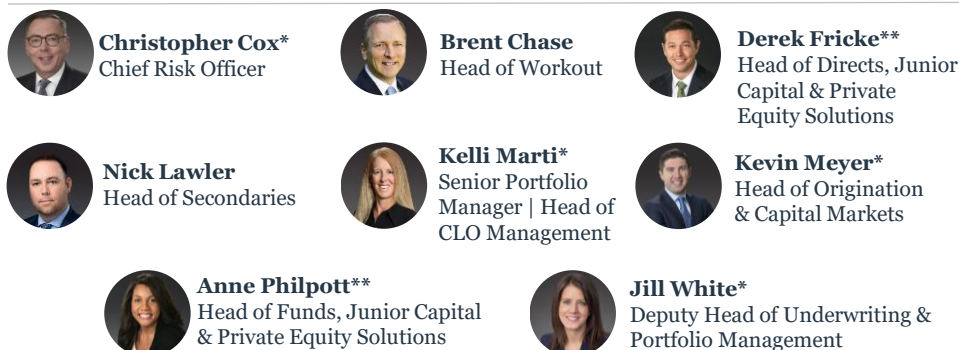 Christopher Cox*
Chief Risk Officer
Brent Chase
Head of Workout
Derek Fricke**
Head of Directs, Junior
Capital & Private
Equity Solutions
Nick Lawler
Head of Secondaries
Kelli Marti*
Senior Portfolio
Manager | Head of
CLO Management
Kevin Meyer*
Head of Origination
& Capital Markets
Anne Philpott**
Head of Funds, Junior Capital
& Private Equity Solutions
Jill White*
Deputy Head of Underwriting &
Portfolio Management